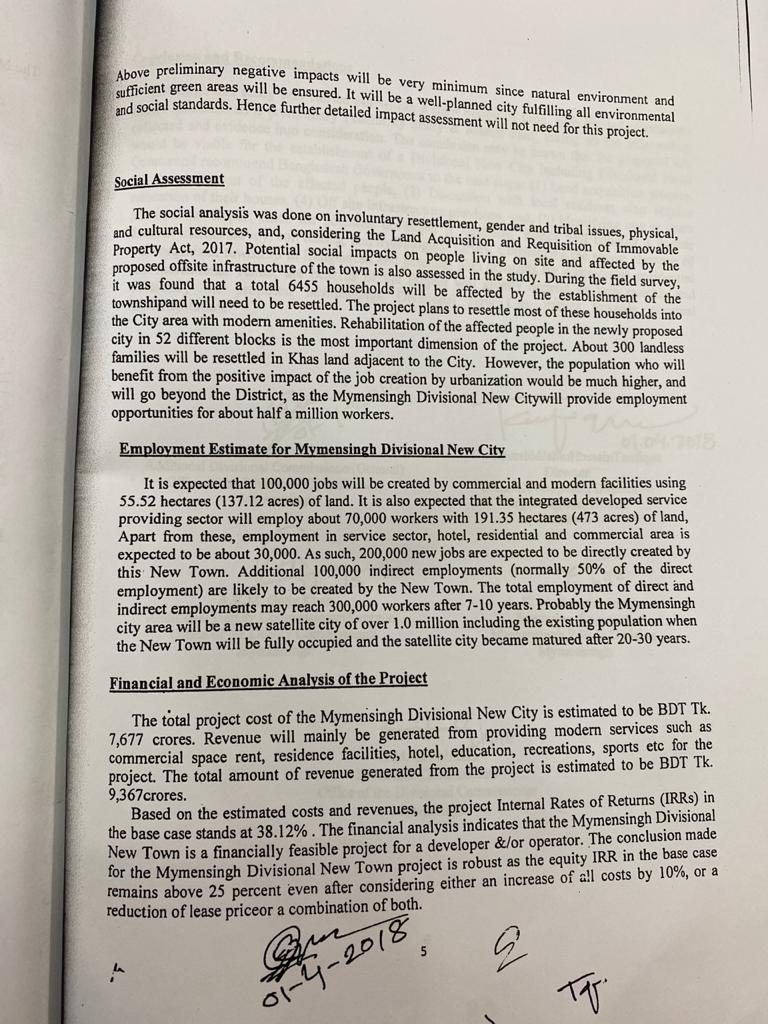 Above preliminary negative impacts will be very minimum since natural environment and
sufficient green areas will be ensured. It will be a well-planned city fulfilling all environmental
and social standards. Hence further detailed impact assessment will not need for this project.
Social Assessment
The social analysis was done on involuntary resettlement, gender and tribal issues, physical,
and cultural resources, and, considering the Land Acquisition and Requisition of Immovable
Property Act, 2017. Potential social impacts on people living on site and affected by the
proposed offsite infrastructure of the town is also assessed in the study. During the field survey,
it was found that a total 6455 households will be affected by the establishment of the
townshipand will need to be resettled. The project plans to resettle most of these households into
the City area with modern amenities. Rehabilitation of the affected people in the newly proposed
city in 52 different blocks is the most important dimension of the project. About 300 landless
families will be resettled in Khas land adjacent to the City. However, the population who will
benefit from the positive impact of the job creation by urbanization would be much higher, and
will go beyond the District, as the Mymensingh Divisional New Citywill provide employment
opportunities for about half a million workers.
01.04.2018
Employment Estimate for Mymensingh Divisional New City
It is expected that 100,000 jobs will be created by commercial and modern facilities using
55.52 hectares (137.12 acres) of land. It is also expected that the integrated developed service
providing sector will employ about 70,000 workers with 191.35 hectares (473 acres) of land,
Apart from these, employment in service sector, hotel, residential and commercial area is
expected to be about 30,000. As such, 200,000 new jobs are expected to be directly created by
this New Town. Additional 100,000 indirect employments (normally 50% of the direct
employment) are likely to be created by the New Town. The total employment of direct and
indirect employments may reach 300,000 workers after 7-10 years. Probably the Mymensingh
city area will be a new satellite city of over 1.0 million including the existing population when
the New Town will be fully occupied and the satellite city became matured after 20-30 years.
Financial and Economic Analysis of the Project
The total project cost of the Mymensingh Divisional New City is estimated to be BDT Tk.
7,677 crores. Revenue will mainly be generated from providing modern services such as
commercial space rent, residence facilities, hotel, education, recreations, sports etc for the
project. The total amount of revenue generated from the project is estimated to be BDT Tk.
9,367crores.
Based on the estimated costs and revenues, the project Internal Rates of Returns (IRRs) in
the base case stands at 38.12% . The financial analysis indicates that the Mymensingh Divisional
New Town is a financially feasible project for a developer &/or operator. The conclusion made
for the Mymensingh Divisional New Town project is robust as the equity IRR in the base case
remains above 25 percent even after considering either an increase of all costs by 10%, or a
reduction of lease priceor a combination of both.
01-4-2018
5